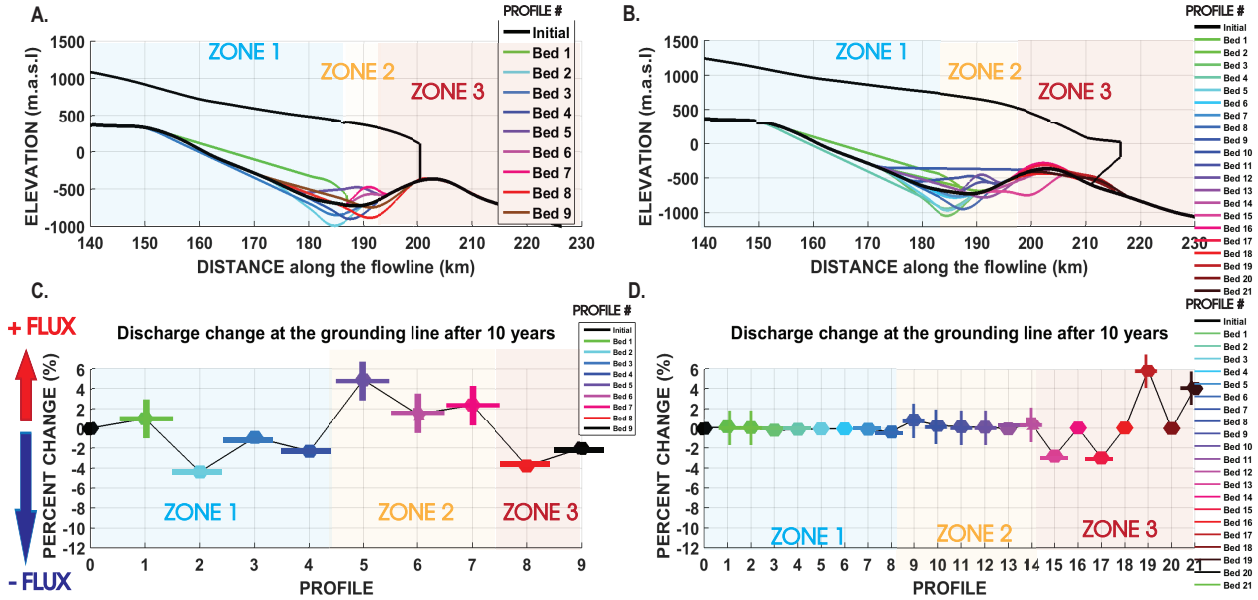 A.
PROFILE #
Initial
Bed 1
Bed 2
Bed 3
Bed 4
Bed 5
Bed 6
Bed 7
Bed 8
Bed 9
ZONE 1
ZONE 2
ZONE 3
ELEVATION (m.a.s.l)
1500
1000
500
0
-500
-1000
140 150 160 170 180 190 200 210 220 230
DISTANCE along the flowline (km)
B.
PROFILE #
Initial
Bed 1
Bed 2
Bed 3
Bed 4
Bed 5
Bed 6
Bed 7
Bed 8
Bed 9
Bed 10
Bed 11
Bed 12
Bed 13
Bed 14
Bed 15
Bed 16
Bed 17
Bed 18
Bed 19
Bed 20
Bed 21
ZONE 1
ZONE 2
ZONE 3
ELEVATION (m.a.s.l)
1500
1000
500
0
-500
-1000
140 150 160 170 180 190 200 210 220 230
DISTANCE along the flowline (km)
C.
PROFILE #
Initial
Bed 1
Bed 2
Bed 3
Bed 4
Bed 5
Bed 6
Bed 7
Bed 8
Bed 9
+ FLUX
- FLUX
Discharge change at the grounding line after 10 years
PERCENT CHANGE (%)
6
4
2
0
-2
-4
-6
-8
-10
-12
ZONE 1
ZONE 2
ZONE 3
0 1 2 3 4 5 6 7 8 9
PROFILE
D.
PROFILE #
Initial
Bed 1
Bed 2
Bed 3
Bed 4
Bed 5
Bed 6
Bed 7
Bed 8
Bed 9
Bed 10
Bed 11
Bed 12
Bed 13
Bed 14
Bed 15
Bed 16
Bed 17
Bed 18
Bed 19
Bed 20
Bed 21
Discharge change at the grounding line after 10 years
PERCENT CHANGE (%)
6
4
2
0
-2
-4
-6
-8
-10
-12
ZONE 1
ZONE 2
ZONE 3
0 1 2 3 4 5 6 7 8 9 10 11 12 13 14 15 16 17 18 19 20 21
PROFILE